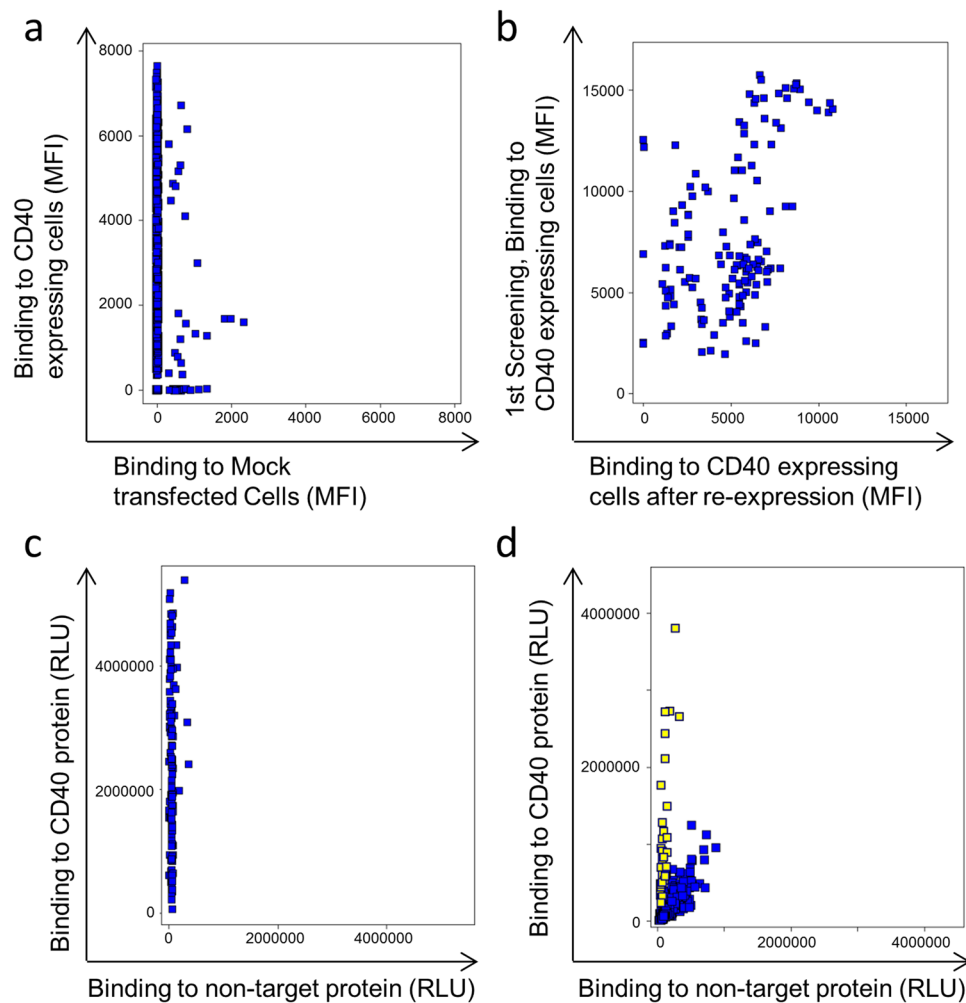 a
Binding to CD40
expressing cells (MFI)
8000
6000
4000
2000
0
0 2000 4000 6000 8000
Binding to Mock
transfected Cells (MFI)
b
1st Screening, Binding to
CD40 expressing cells (MFI)
15000
10000
5000
0
0 5000 10000 15000
Binding to CD40 expressing
cells after re-expression (MFI)
c
Binding to CD40 protein (RLU)
4000000
2000000
0
0 2000000 4000000
Binding to non-target protein (RLU)
d
Binding to CD40 protein (RLU)
4000000
2000000
0
0 2000000 4000000
Binding to non-target protein (RLU)